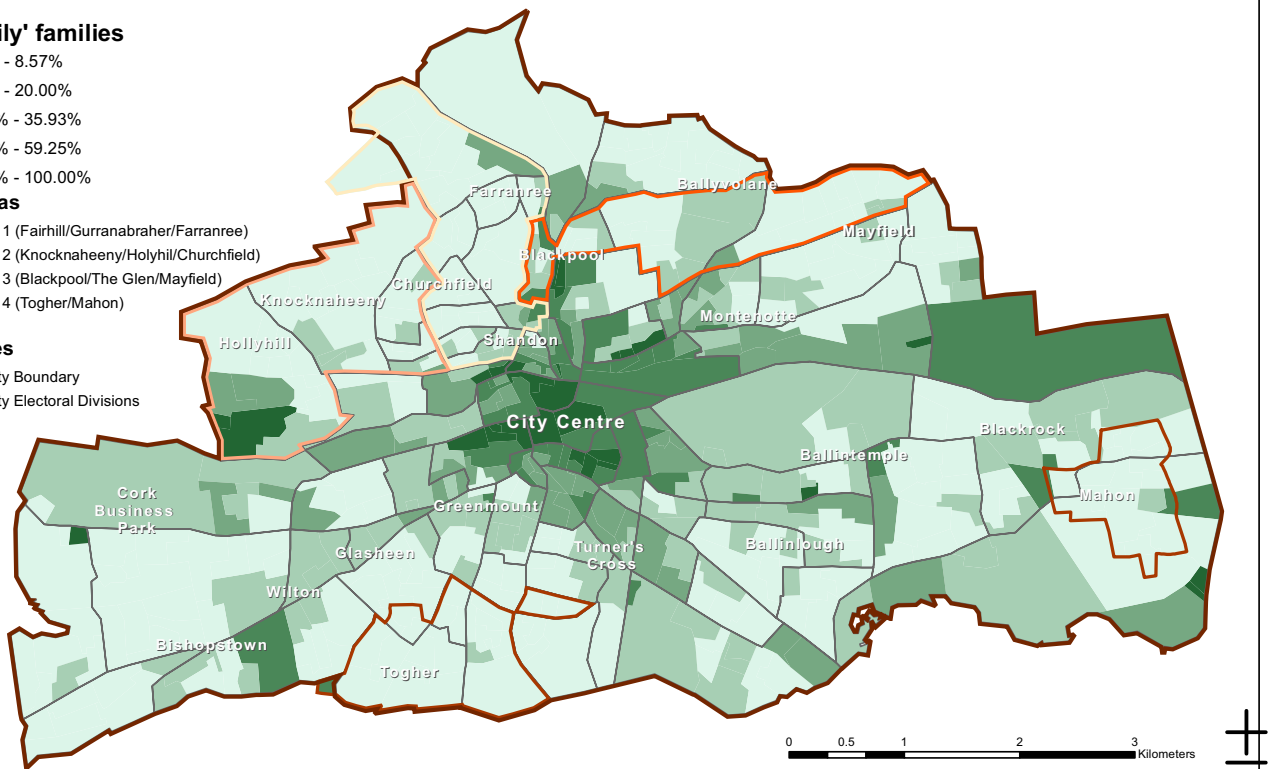 ily' families
- 8.57%
- 20.00%
% - 35.93%
% - 59.25%
% - 100.00%
as
1 (Fairhill/Gurranabraher/Farranree)
2 (Knocknaheeny/Holyhil/Churchfield)
3 (Blackpool/The Glen/Mayfield)
4 (Togher/Mahon)
es
ty Boundary
ty Electoral Divisions
Farranree
Ballyvolane
Mayfield
Blackpool
Churchfield
Knocknaheeny
Montenotte
Hollyhill
Shandon
City Centre
Blackrock
Ballintemple
Cork
Business
Park
Mahon
Greenmount
Glasheen
Turner's
Cross
Ballinlough
Wilton
Bishopstown
Togher
0 0.5 1 2 3
Kilometers